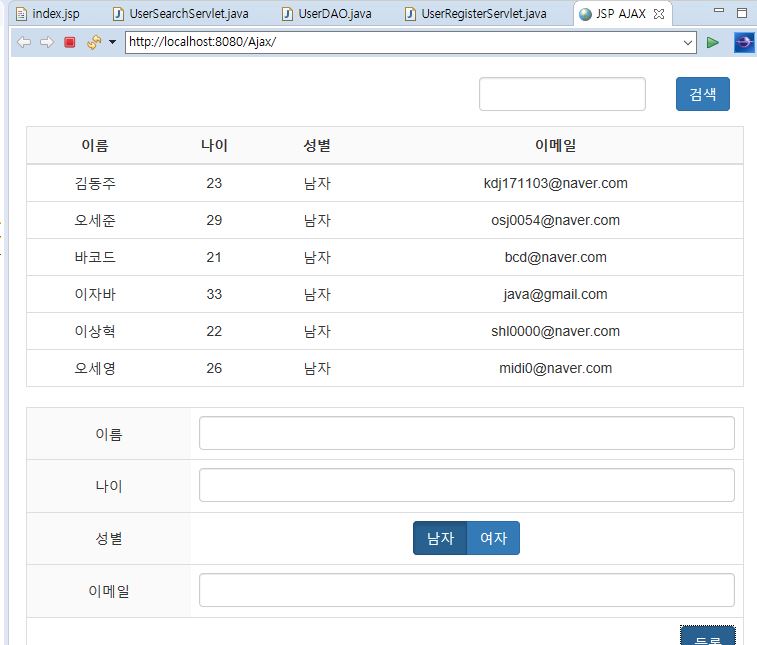 index.jsp UserSearchServlet.java UserDAO.java UserRegisterServlet.java JSP AJAX
http://localhost:8080/Ajax/
검색
이름 나이 성별 이메일
김동주 23 남자 kdj171103@naver.com
오세준 29 남자 osj0054@naver.com
바코드 21 남자 bcd@naver.com
이자바 33 남자 java@gmail.com
이상혁 22 남자 shl0000@naver.com
오세영 26 남자 midi0@naver.com
이름
나이
성별 남자 여자
이메일
등록